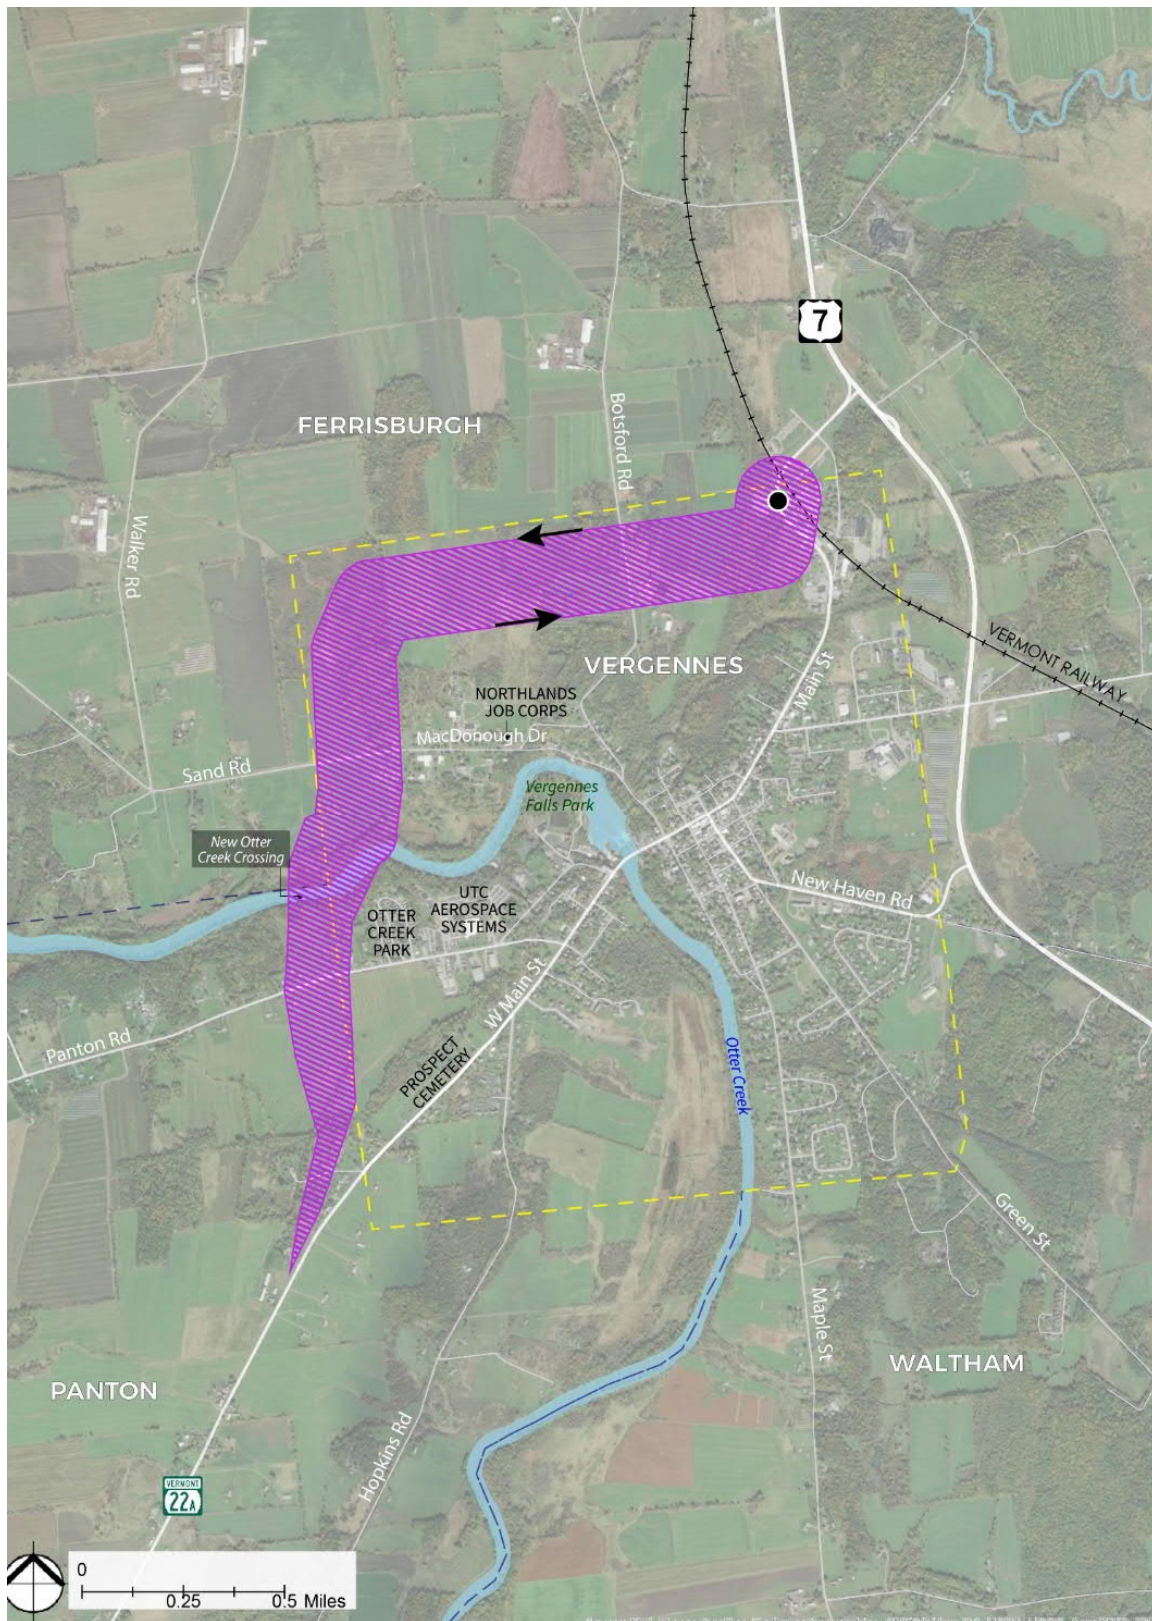 7
FERRISBURGH
Botsford Rd
Walker Rd
VERMONT RAILWAY
VERGENNES
Main St
NORTHLANDS
JOB CORPS
MacDonough Dr
Sand Rd
Vergennes
Falls Park
New Otter
Creek Crossing
New Haven Rd
UTC
AEROSPACE
SYSTEMS
OTTER
CREEK
PARK
W Main St
Panton Rd
PROSPECT
CEMETERY
Otter Creek
Green St
Maple St
WALTHAM
PANTON
Hopkins Rd
VERMONT
22A
0
0.25
0.5 Miles